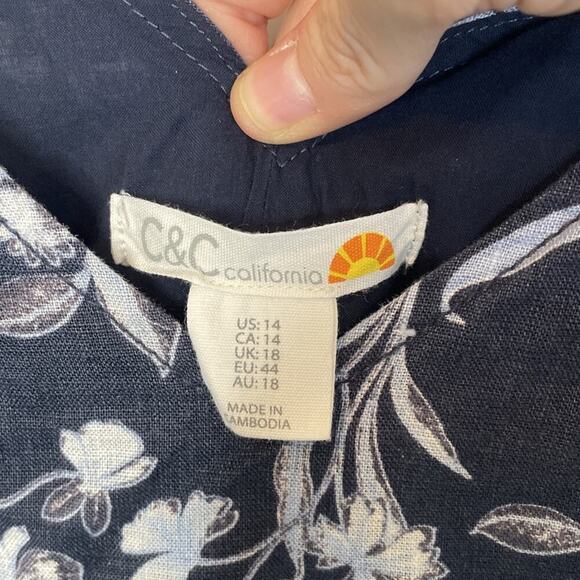 C&C california
US: 14
CA: 14
UK: 18
EU: 44
AU: 18
MADE IN
CAMBODIA